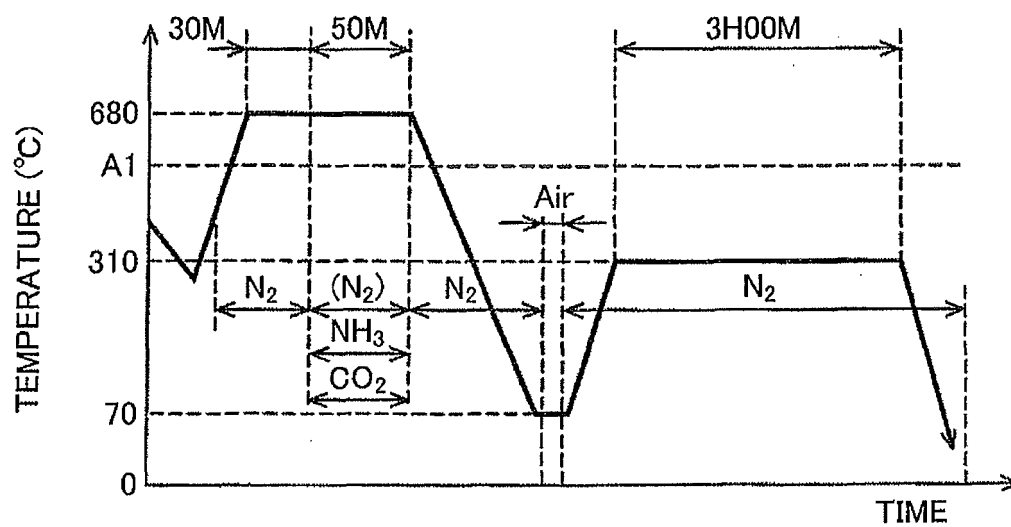 30M 50M 3H00M
680
A1
Air
310
N₂ (N₂) N₂ N₂
NH₃
CO₂
70
0
TEMPERATURE (°C)
TIME